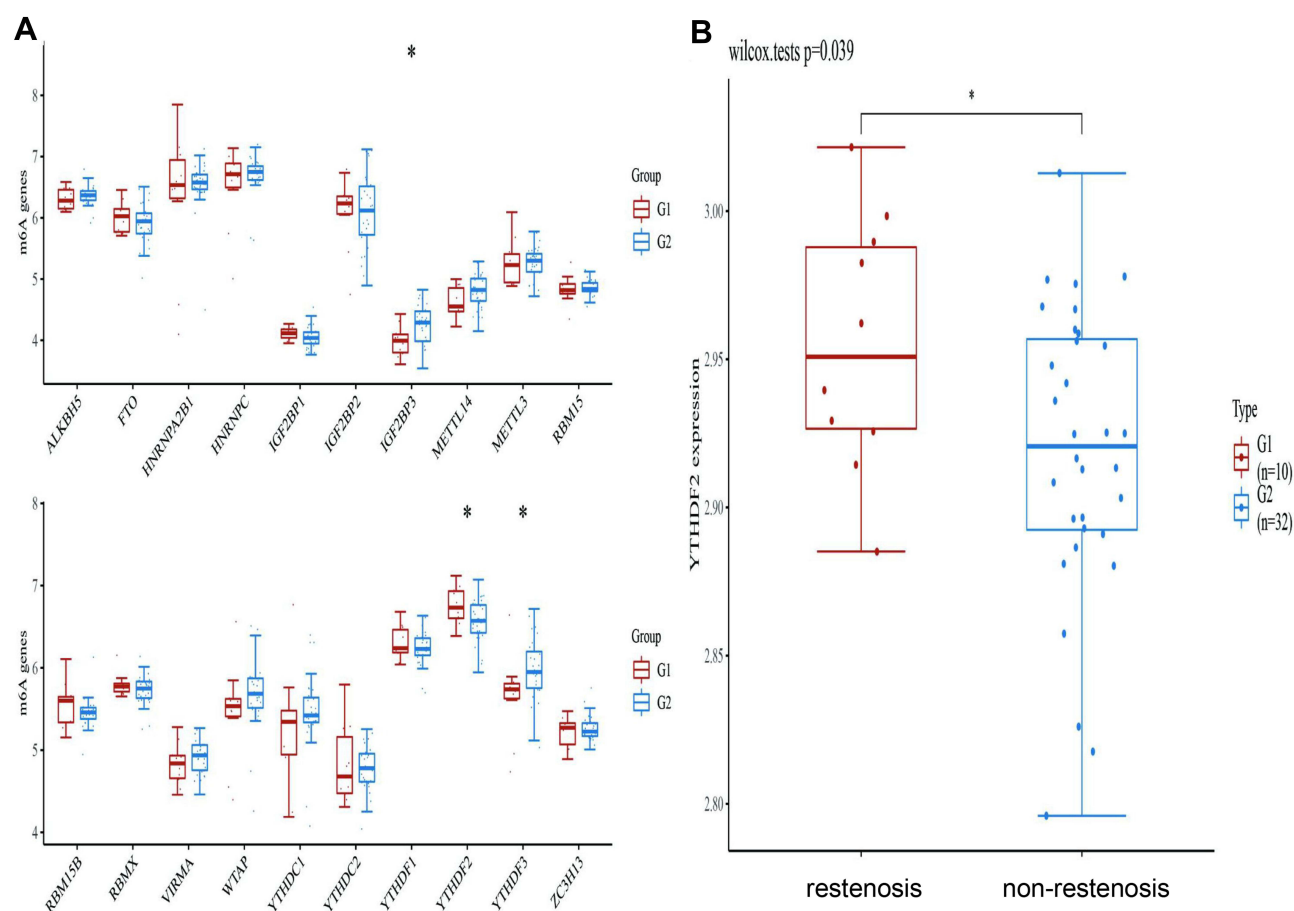 A
*
m6A genes
8
7
6
5
4
Group
G1
G2
ALKBH5
FTO
HNRNPA2B1
HNRNPC
IGF2BP1
IGF2BP2
IGF2BP3
METTL14
METTL3
RBM15
* *
m6A genes
8
7
6
5
4
Group
G1
G2
RBM15B
RBMX
VIRMA
WTAP
YTHDC1
YTHDC2
YTHDF1
YTHDF2
YTHDF3
ZC3H13
B
wilcox.tests p=0.039
*
YTHDF2 expression
3.00
2.95
2.90
2.85
2.80
Type
G1
(n=10)
G2
(n=32)
restenosis
non-restenosis